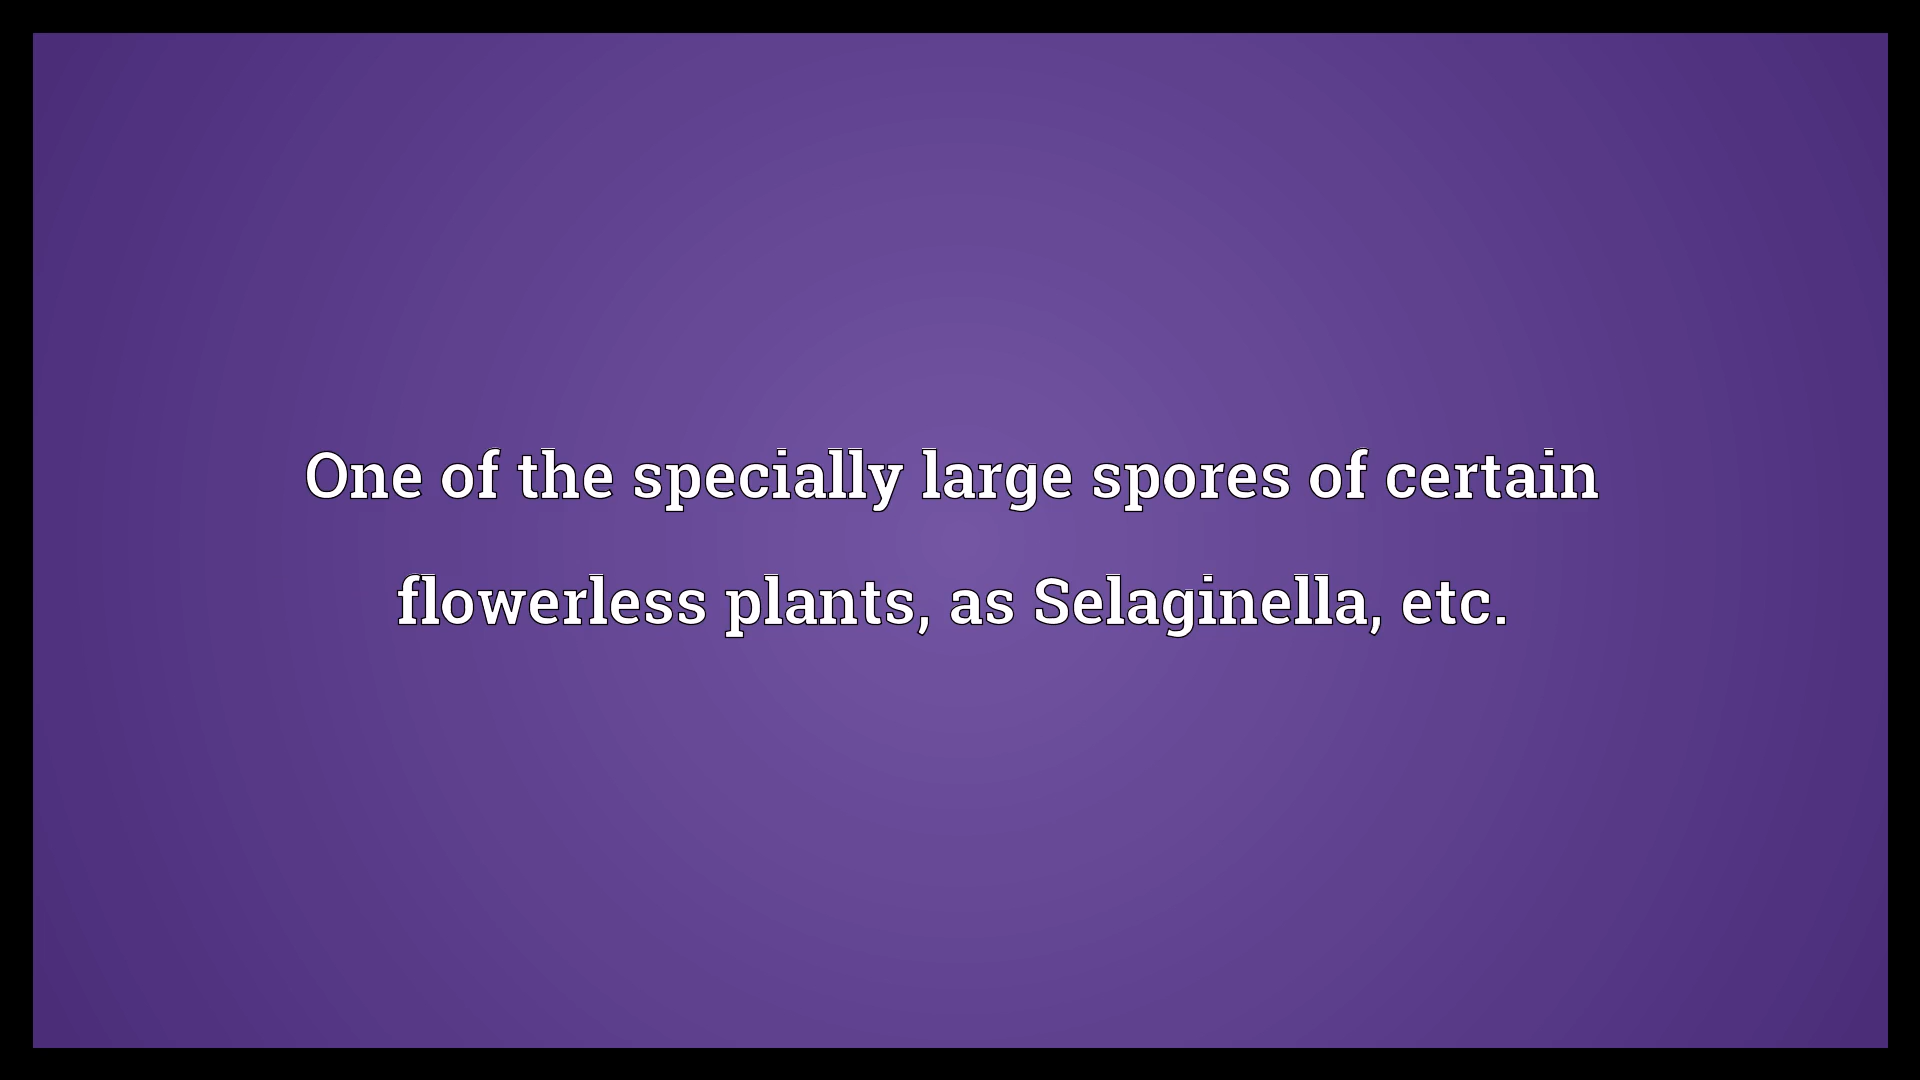 One of the specially large spores of certain
flowerless plants, as Selaginella, etc.